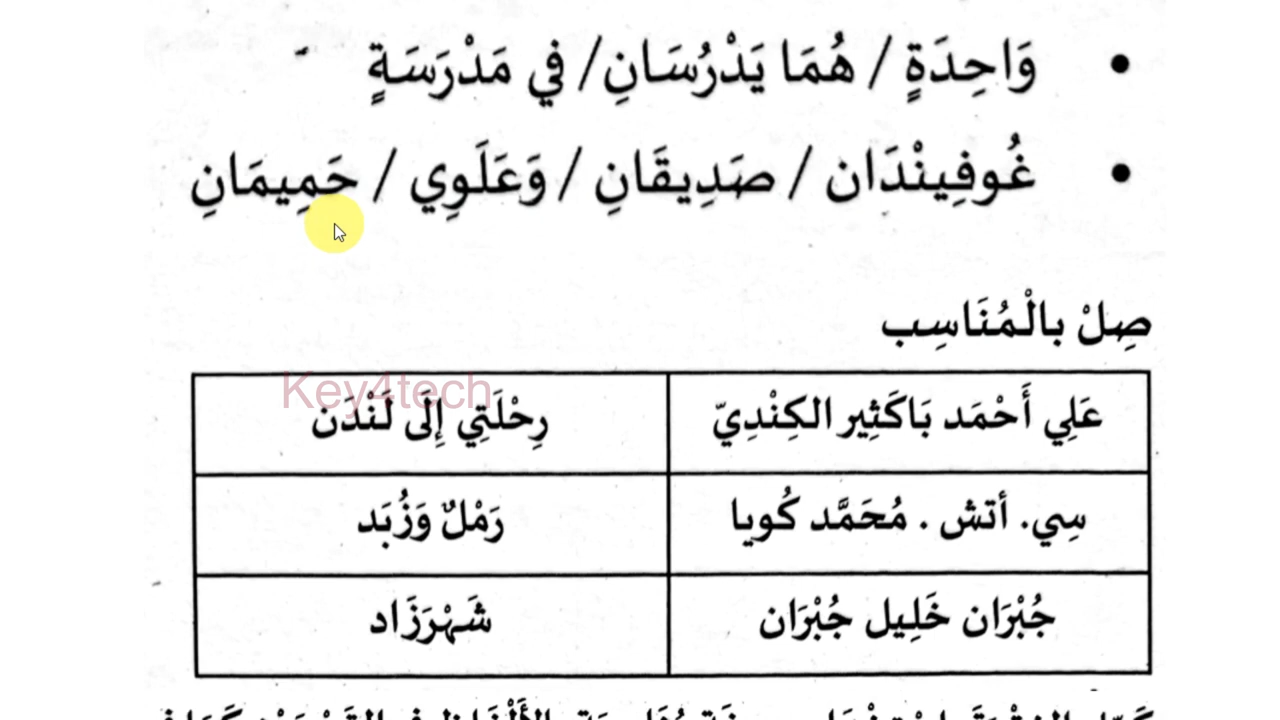 • وَاحِدَةٍ / هُمَا يَدْرُسَانِ/ في مَدْرَسَةٍ
• غُوفِينْدَان / صَدِيقَانِ / وَعَلَوِي / حَمِيمَانِ
صِلْ بالْمُنَاسِب
Key4tech
عَلِي أَحْمَد بَاكَثِير الكِنْدِيّ رِحْلَتِي إِلَى لَنْدَن
سِي. أتش . مُحَمَّد كُويا رَمْلٌ وَزُبَد
جُبْرَان خَلِيل جُبْرَان شَهْرَزَاد